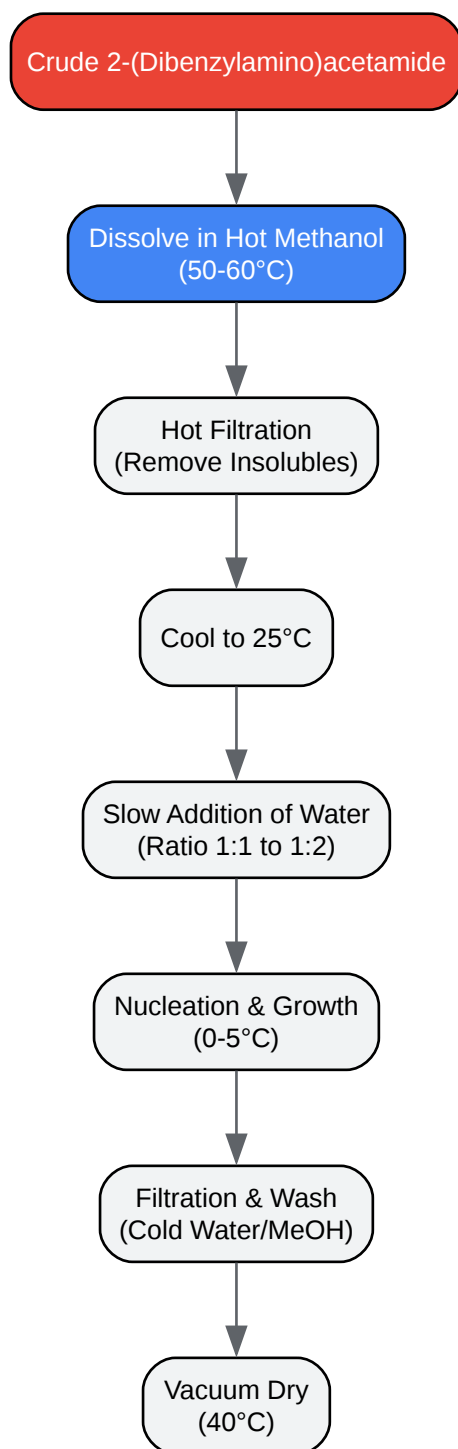 Crude 2-(Dibenzylamino)acetamide
Dissolve in Hot Methanol
(50-60°C)
Hot Filtration
(Remove Insolubles)
Cool to 25°C
Slow Addition of Water
(Ratio 1:1 to 1:2)
Nucleation & Growth
(0-5°C)
Filtration & Wash
(Cold Water/MeOH)
Vacuum Dry
(40°C)